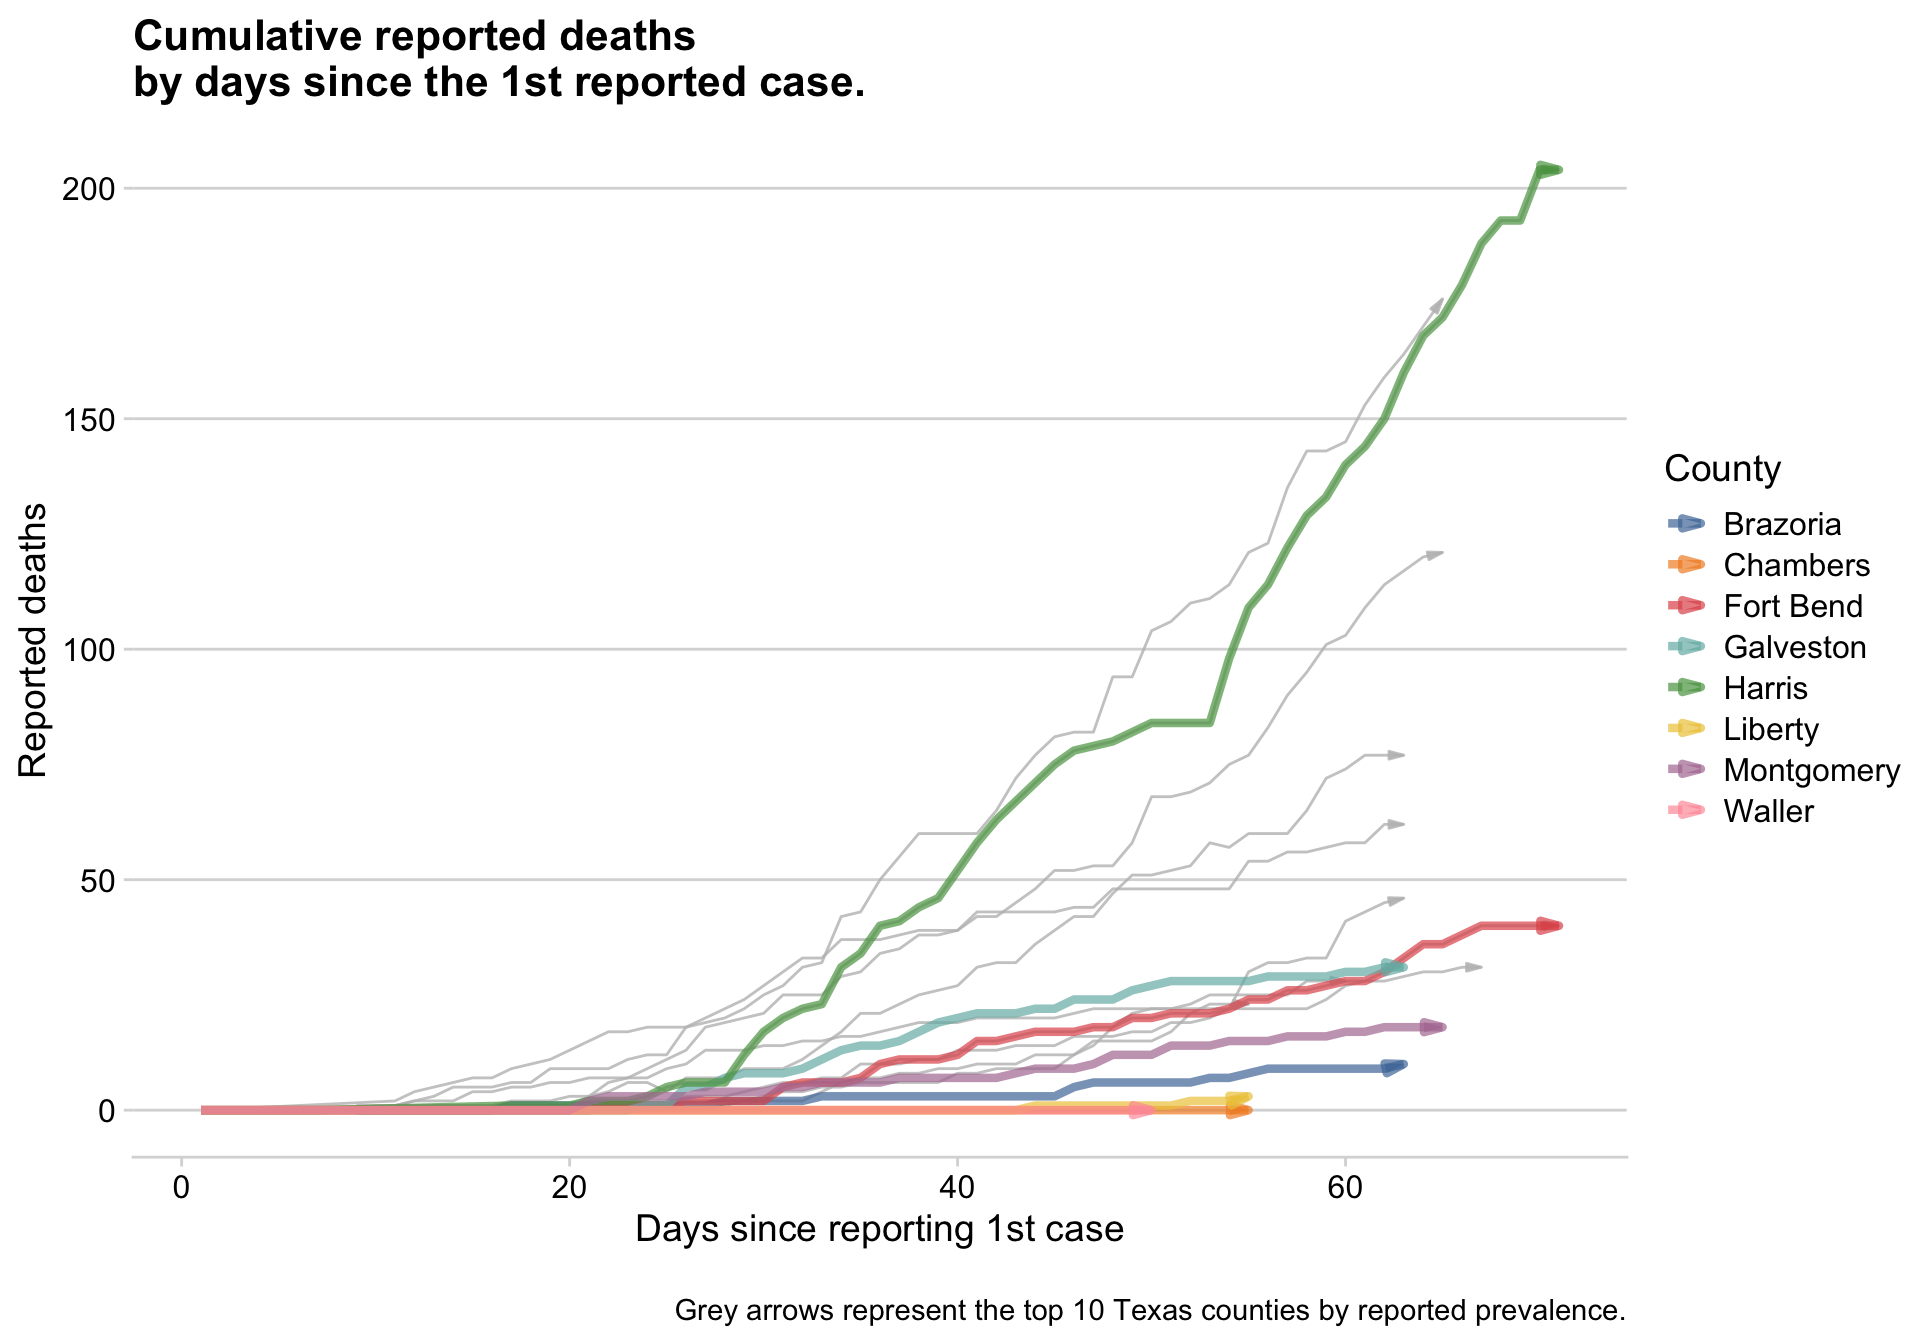 Cumulative reported deaths
by days since the 1st reported case.
200
150
100
50
0
Reported deaths
0 20 40 60
Days since reporting 1st case
County
Brazoria
Chambers
Fort Bend
Galveston
Harris
Liberty
Montgomery
Waller
Grey arrows represent the top 10 Texas counties by reported prevalence.